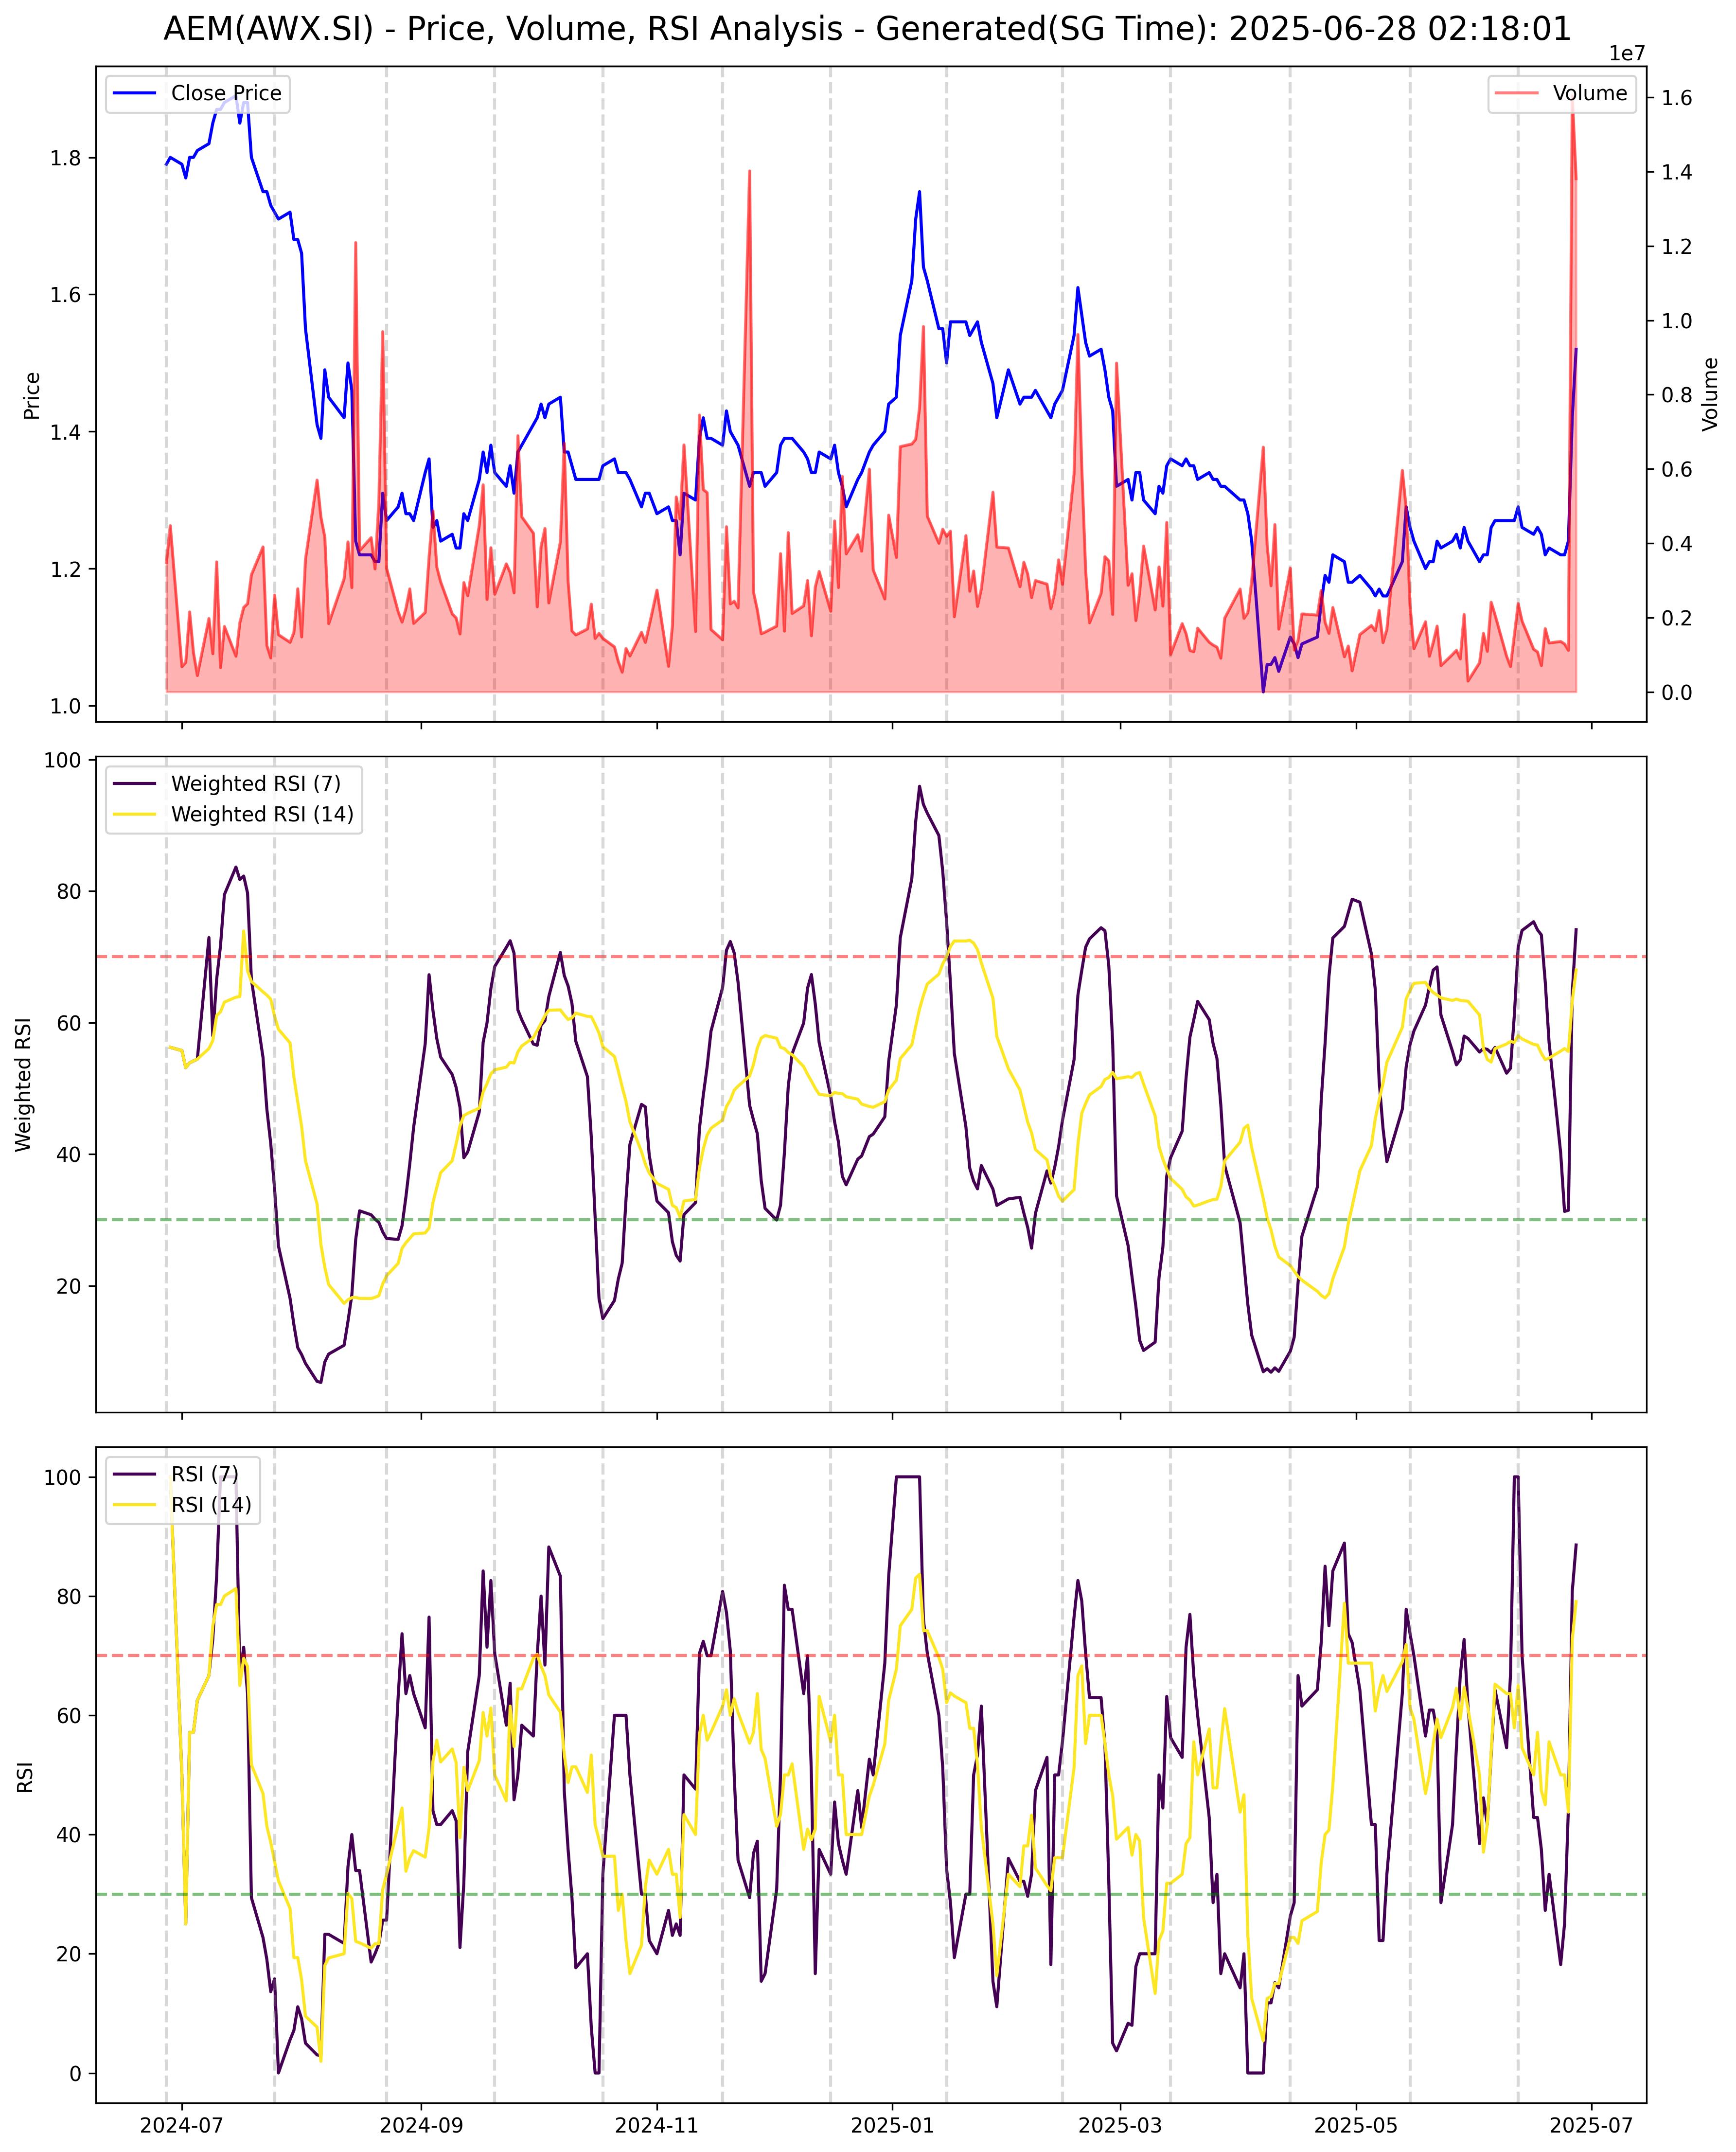 AEM(AWX.SI) - Price, Volume, RSI Analysis - Generated(SG Time): 2025-06-28 02:18:01
1e7
Close Price
Volume
1.8
1.6
1.4
1.2
1.0
Price
1.6
1.4
1.2
1.0
0.8
0.6
0.4
0.2
0.0
Volume
Weighted RSI (7)
Weighted RSI (14)
100
80
60
40
20
Weighted RSI
RSI (7)
RSI (14)
100
80
60
40
20
0
RSI
2024-07
2024-09
2024-11
2025-01
2025-03
2025-05
2025-07